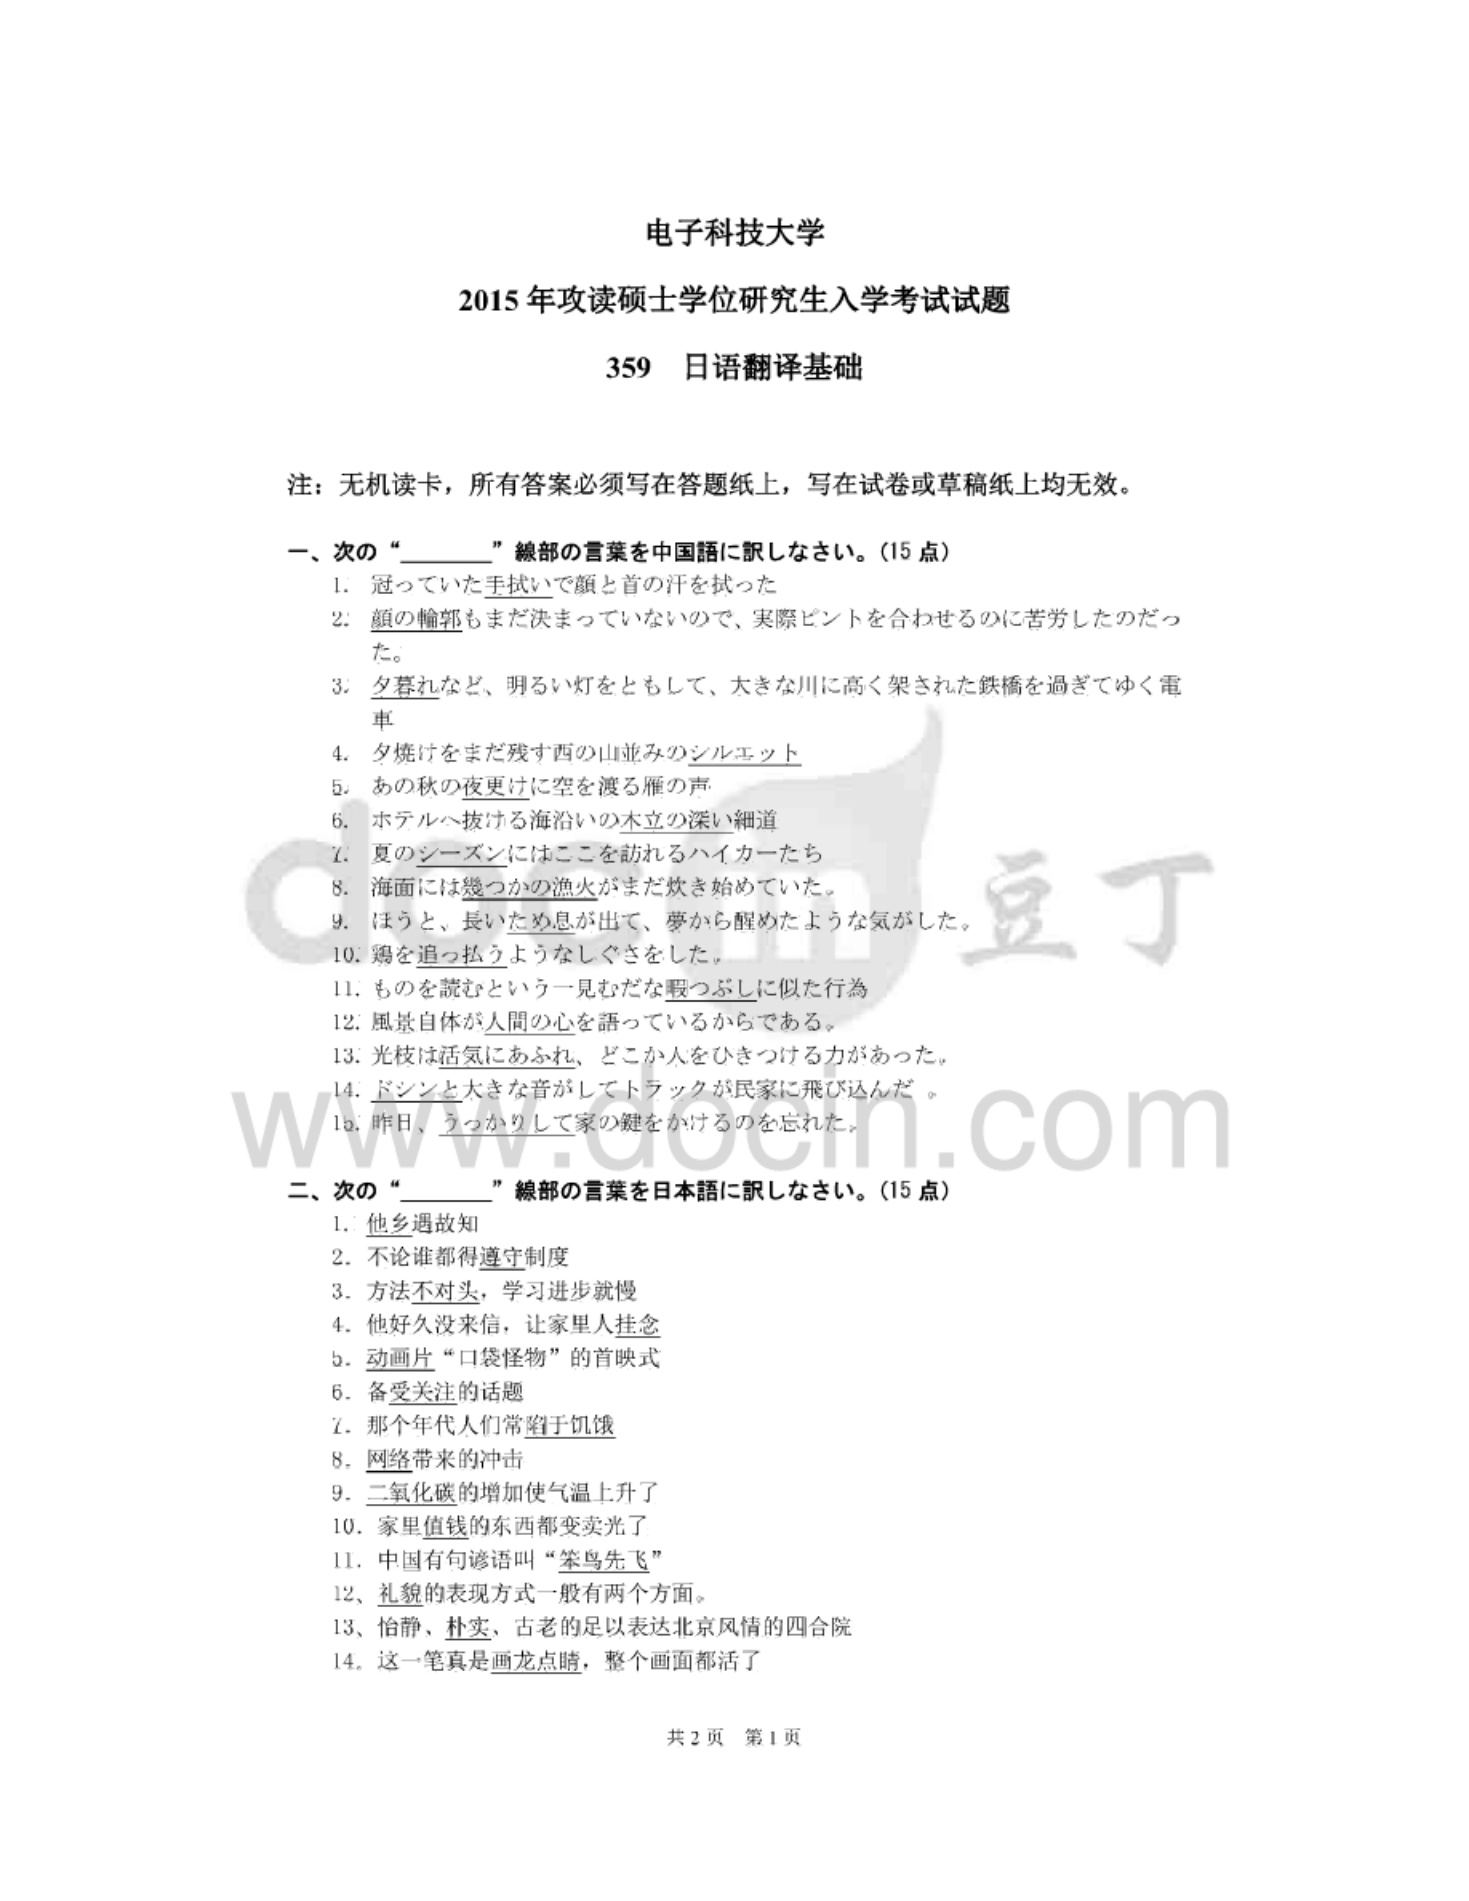 电子科技大学
2015 年攻读硕士学位研究生入学考试试题
359 日语翻译基础
注：无机读卡，所有答案必须写在答题纸上，写在试卷或草稿纸上均无效。
一、次の“_______”線部の言葉を中国語に訳しなさい。(15 点)
1. 冠っていた手拭いで顔と首の汗を拭った
2. 顔の輪郭もまだ決まっていないので、実際ピントを合わせるのに苦労したのだっ
た。
3. 夕暮れなど、明るい灯をともして、大きな川に高く架された鉄橋を過ぎてゆく電
車
4. 夕焼けをまだ残す西の山並みのシルエット
5. あの秋の夜更けに空を渡る雁の声
6. ホテルへ抜ける海沿いの木立の深い細道
7. 夏のシーズンにはここを訪れるハイカーたち
8. 海面には幾つかの漁火がまだ炊き始めていた。
9. ほうと、長いため息が出て、夢から醒めたような気がした。
10. 鶏を追っ払うようなしぐさをした。
11. ものを読むという一見むだな暇つぶしに似た行為
12. 風景自体が人間の心を語っているからである。
13. 光枝は活気にあふれ、どこか人をひきつける力があった。
14. ドシンと大きな音がしてトラックが民家に飛び込んだ 。
15. 昨日、うっかりして家の鍵をかけるのを忘れた。
二、次の“_______”線部の言葉を日本語に訳しなさい。(15 点)
1. 他乡遇故知
2. 不论谁都得遵守制度
3. 方法不对头，学习进步就慢
4. 他好久没来信，让家里人挂念
5. 动画片“口袋怪物”的首映式
6. 备受关注的话题
7. 那个年代人们常陷于饥饿
8. 网络带来的冲击
9. 二氧化碳的增加使气温上升了
10. 家里值钱的东西都变卖光了
11. 中国有句谚语叫“笨鸟先飞”
12、礼貌的表现方式一般有两个方面。
13、怡静、朴实、古老的足以表达北京风情的四合院
14. 这一笔真是画龙点睛，整个画面都活了
共 2 页 第 1 页
docin 豆丁
www.docin.com